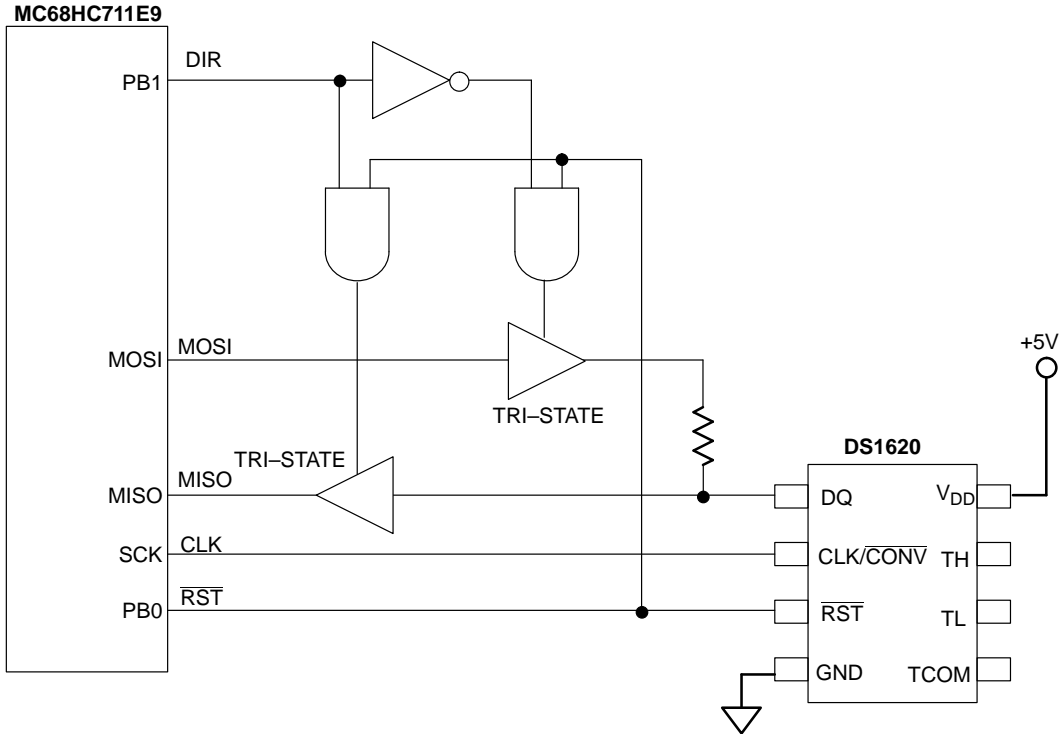 MC68HC711E9
DIR
PB1
MOSI MOSI
TRI–STATE
+5V
TRI–STATE
DS1620
MISO MISO
DQ VDD
SCK CLK
CLK/CONV TH
PB0 RST
RST TL
GND TCOM